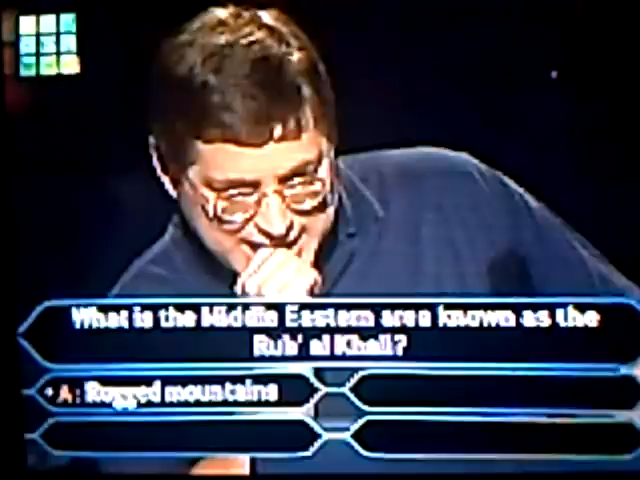 What is the Middle Eastern area known as the
Rub' al Khali?
A: Rugged mountains